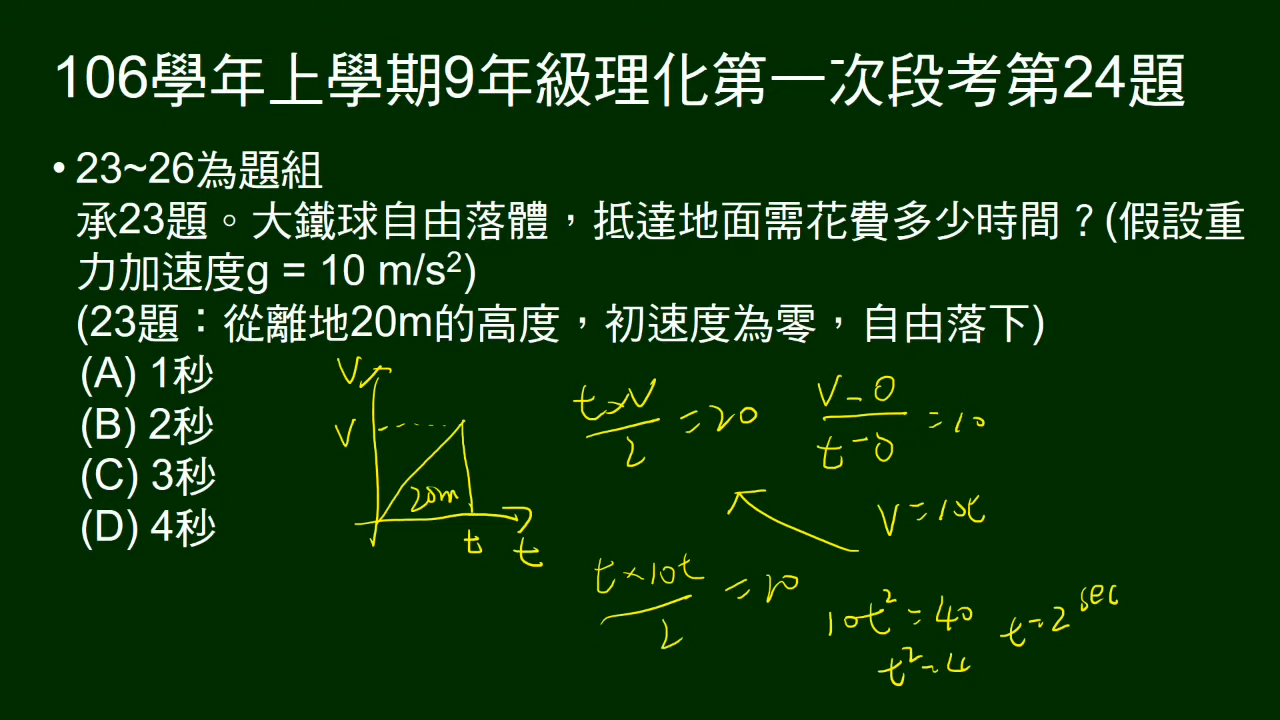 106學年上學期9年級理化第一次段考第24題
• 23~26為題組
承23題。大鐵球自由落體，抵達地面需花費多少時間？(假設重
力加速度g = 10 m/s²)
(23題：從離地20m的高度，初速度為零，自由落下)
(A) 1秒
(B) 2秒
(C) 3秒
(D) 4秒
V
V
20m
t
t
t×V/2 = 20
V-0/t-0 = 10
V=10t
t×10t/2 = 20
10t²=40
t²=4
t=2 sec